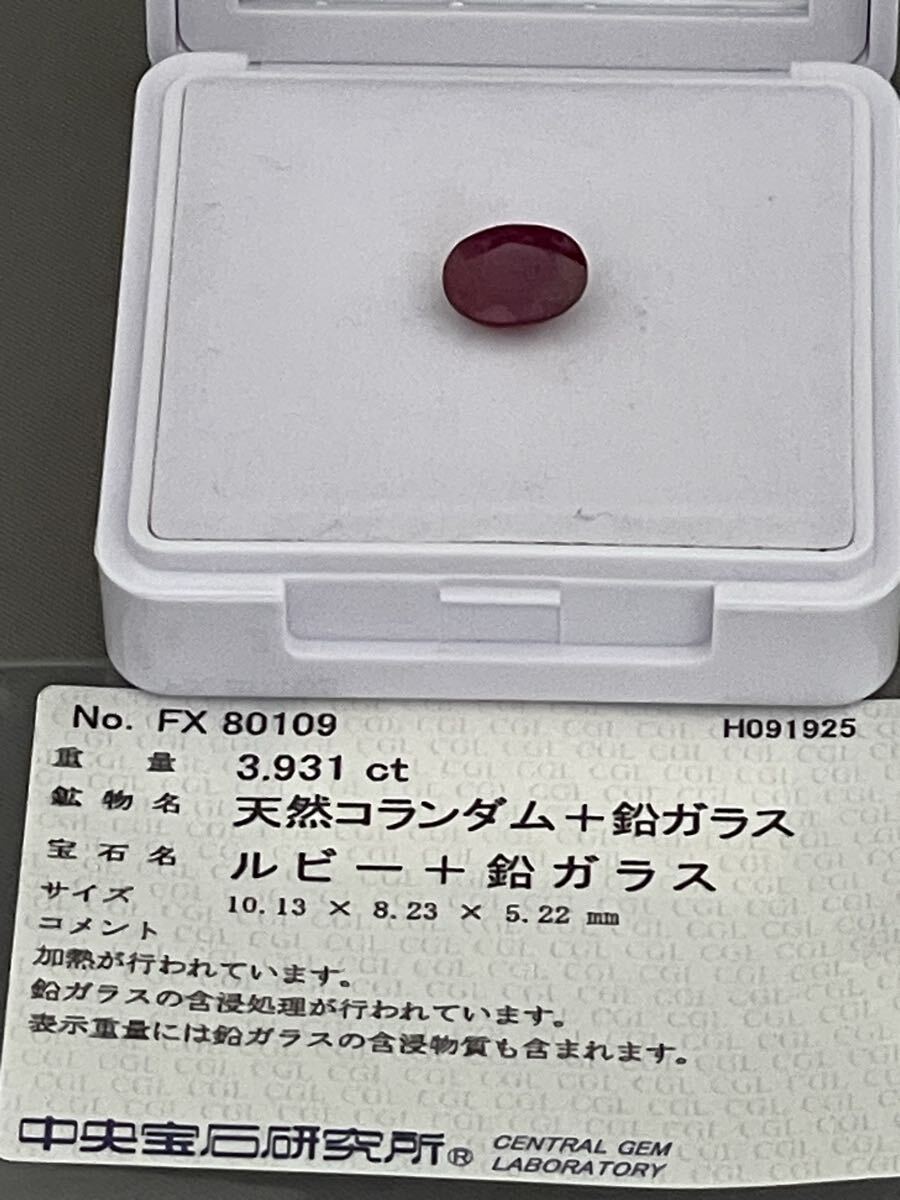 No. FX 80109 H091925
重量 3.931 ct
鉱物名 天然コランダム＋鉛ガラス
宝石名 ルビー＋鉛ガラス
サイズ 10.13 × 8.23 × 5.22 mm
コメント
加熱が行われています。
鉛ガラスの含浸処理が行われています。
表示重量には鉛ガラスの含浸物質も含まれます。
中央宝石研究所® CENTRAL GEM
LABORATORY